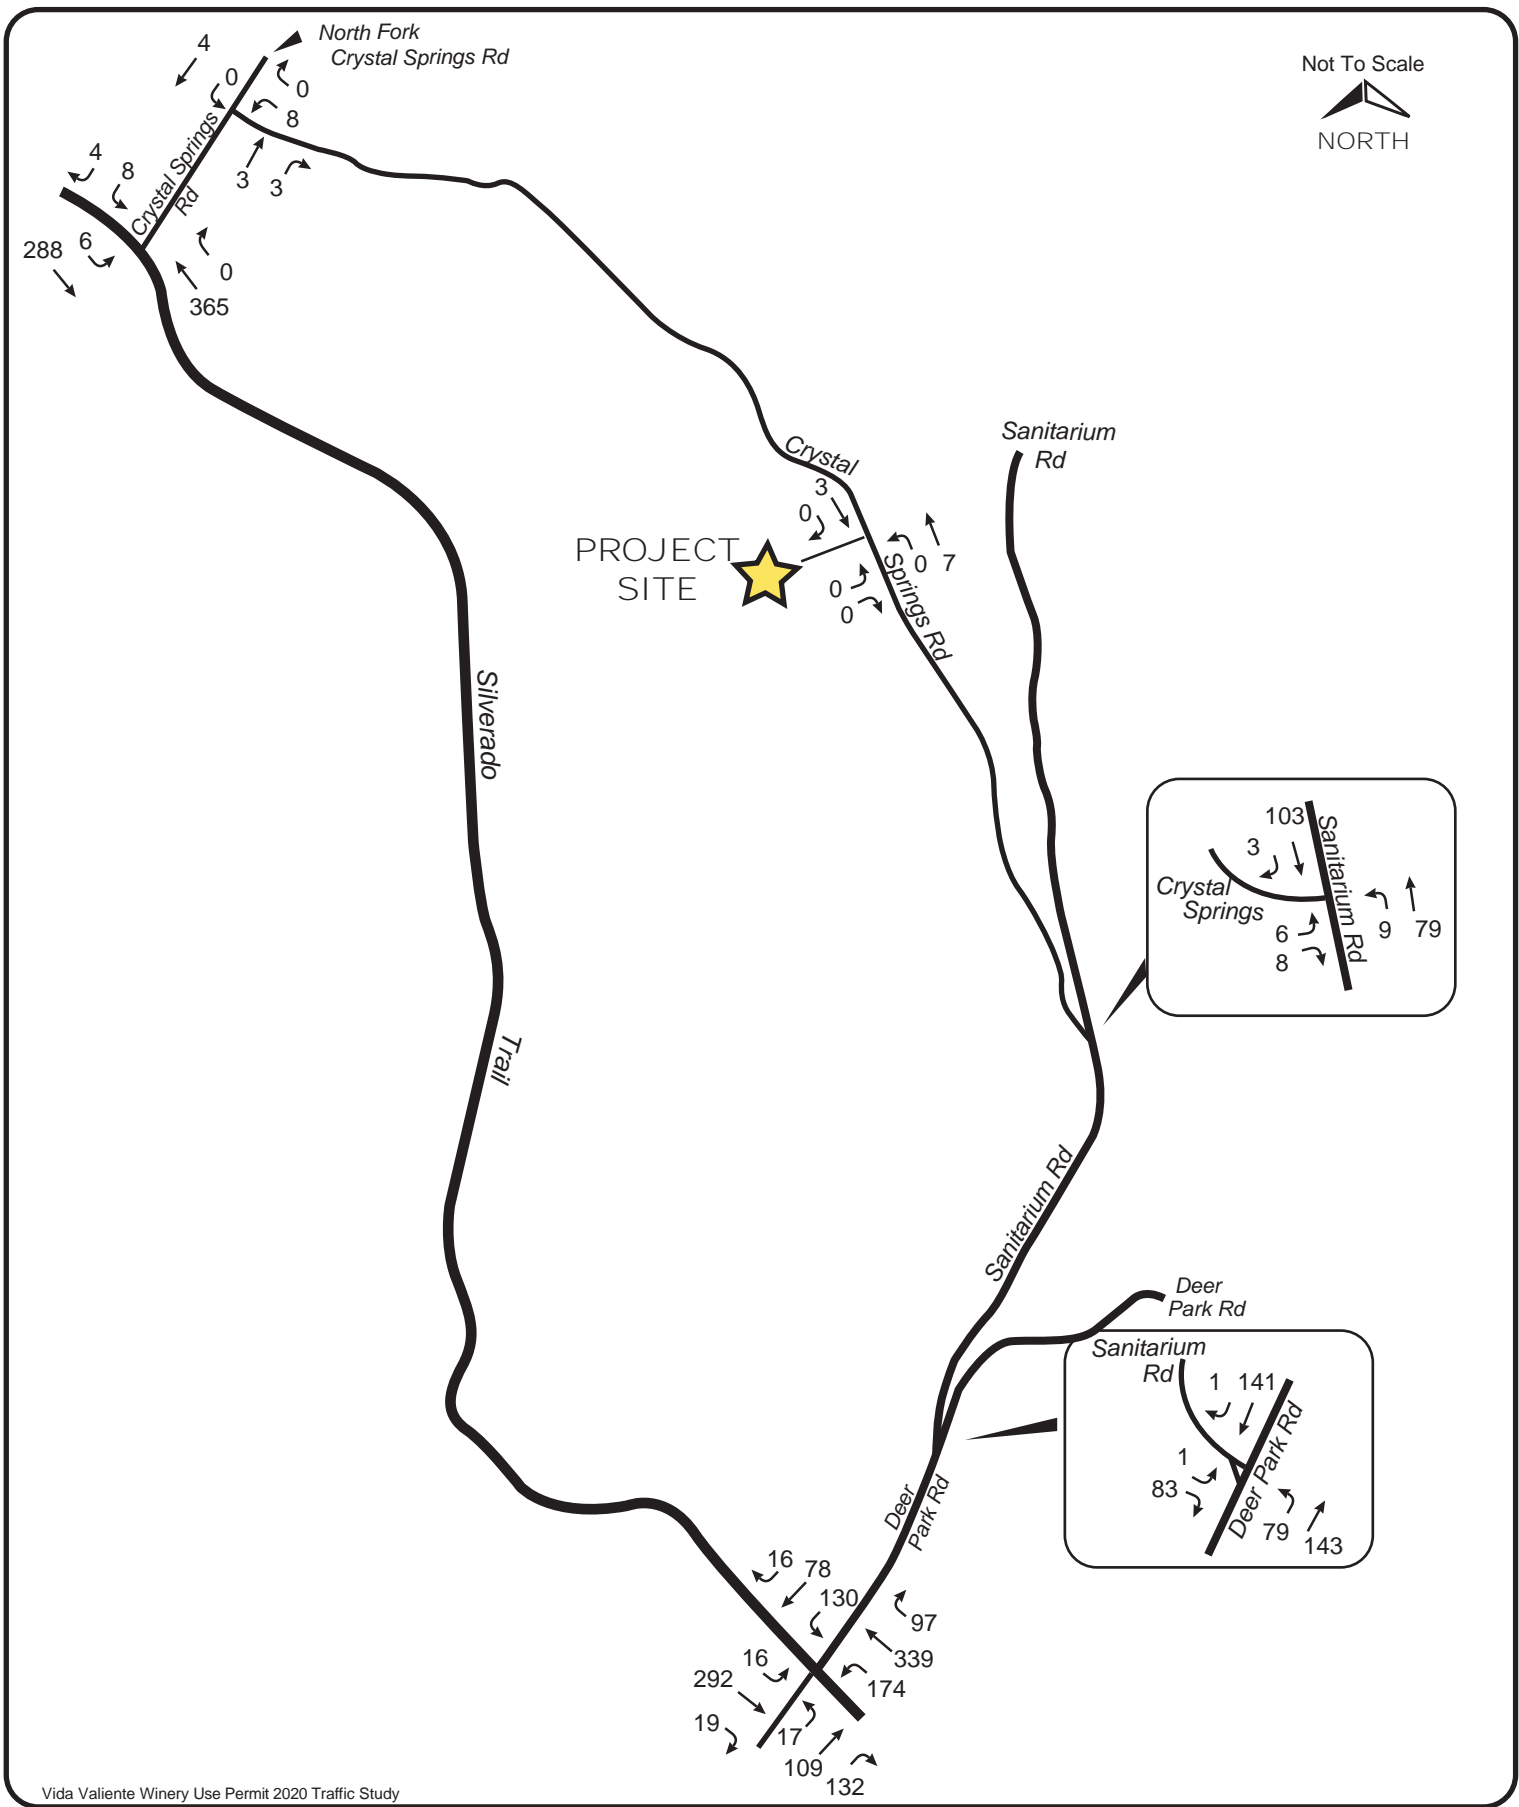 North Fork
Crystal Springs Rd
Not To Scale
NORTH
4
0
0
8
3
3
Crystal Springs
Rd
4
8
288
6
0
365
Crystal
Springs Rd
3
0
0
7
0
0
PROJECT
SITE
Sanitarium
Rd
Silverado
Trail
103
3
Sanitarium Rd
Crystal
Springs
6
8
9
79
Sanitarium Rd
Deer
Park Rd
Sanitarium
Rd
1
141
1
83
Deer Park Rd
79
143
Deer
Park Rd
16
78
130
97
339
174
16
292
19
17
109
132
Vida Valiente Winery Use Permit 2020 Traffic Study